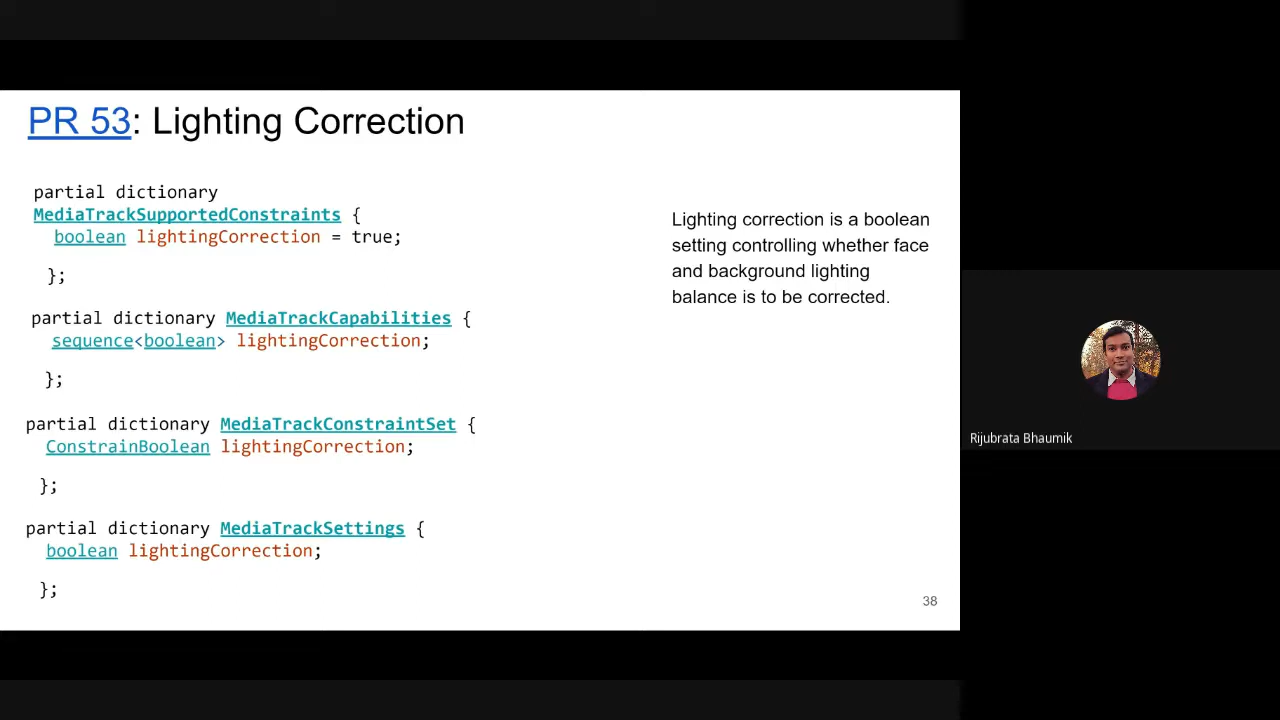 PR 53: Lighting Correction
partial dictionary
MediaTrackSupportedConstraints {
boolean lightingCorrection = true;
};
partial dictionary MediaTrackCapabilities {
sequence<boolean> lightingCorrection;
};
partial dictionary MediaTrackConstraintSet {
ConstrainBoolean lightingCorrection;
};
partial dictionary MediaTrackSettings {
boolean lightingCorrection;
};
Lighting correction is a boolean
setting controlling whether face
and background lighting
balance is to be corrected.
38
Rijubrata Bhaumik